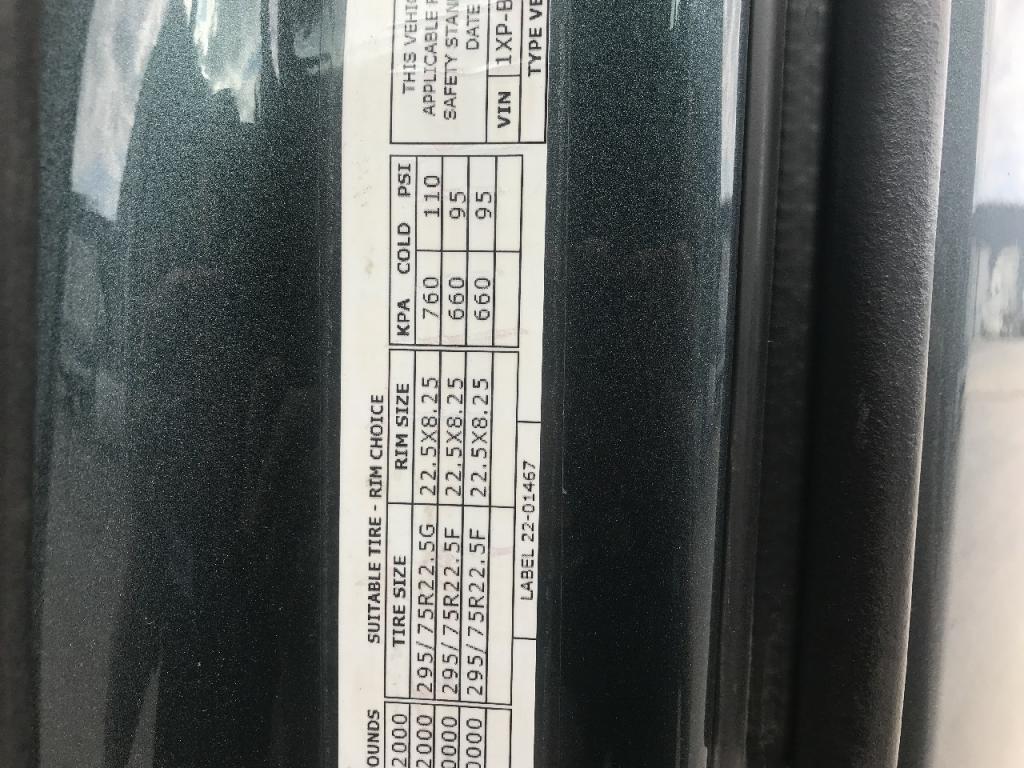 OUNDS SUITABLE TIRE - RIM CHOICE
TIRE SIZE RIM SIZE KPA COLD PSI
2000
2000 295/75R22.5G 22.5X8.25 760 110
0000 295/75R22.5F 22.5X8.25 660 95
0000 295/75R22.5F 22.5X8.25 660 95
LABEL 22-01467
THIS VEHIC
APPLICABLE F
SAFETY STAN
DATE
VIN 1XP-B
TYPE VE